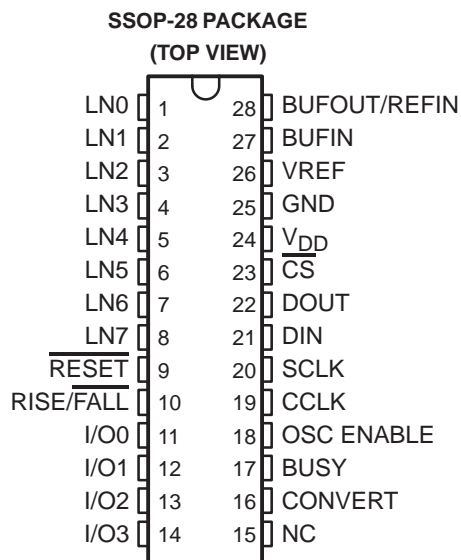 SSOP-28 PACKAGE
(TOP VIEW)
LN0 1 28 BUFOUT/REFIN
LN1 2 27 BUFIN
LN2 3 26 VREF
LN3 4 25 GND
LN4 5 24 VDD
LN5 6 23 CS
LN6 7 22 DOUT
LN7 8 21 DIN
RESET 9 20 SCLK
RISE/FALL 10 19 CCLK
I/O0 11 18 OSC ENABLE
I/O1 12 17 BUSY
I/O2 13 16 CONVERT
I/O3 14 15 NC